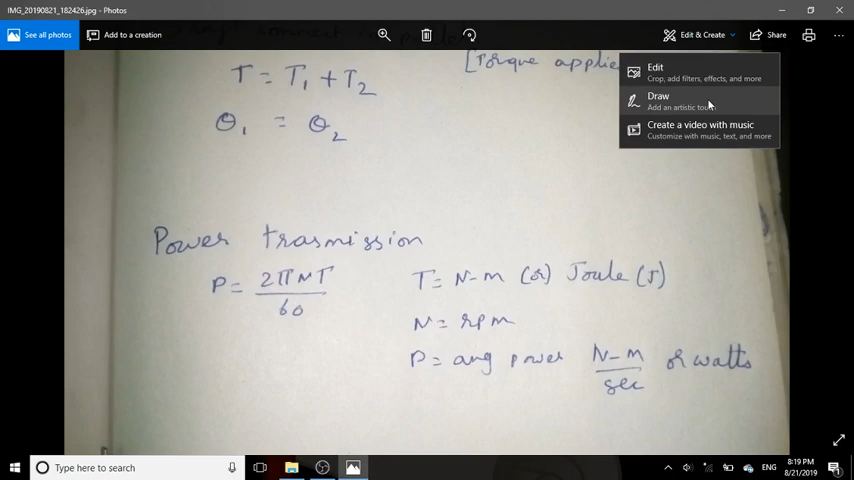 IMG_20190821_182426.jpg - Photos
See all photos
Add to a creation
Edit & Create
Share
Edit
Crop, add filters, effects, and more
Draw
Add an artistic
Create a video with music
Customize with music, text, and more
T = T1 + T2
[Torque applie
θ1 = θ2
Power trasmission
P = 2πNT / 60
T = N-m (or) Joule (J)
N = rpm
P = avg power N-m / sec or watts
Type here to search
ENG
8:19 PM
8/21/2019
1